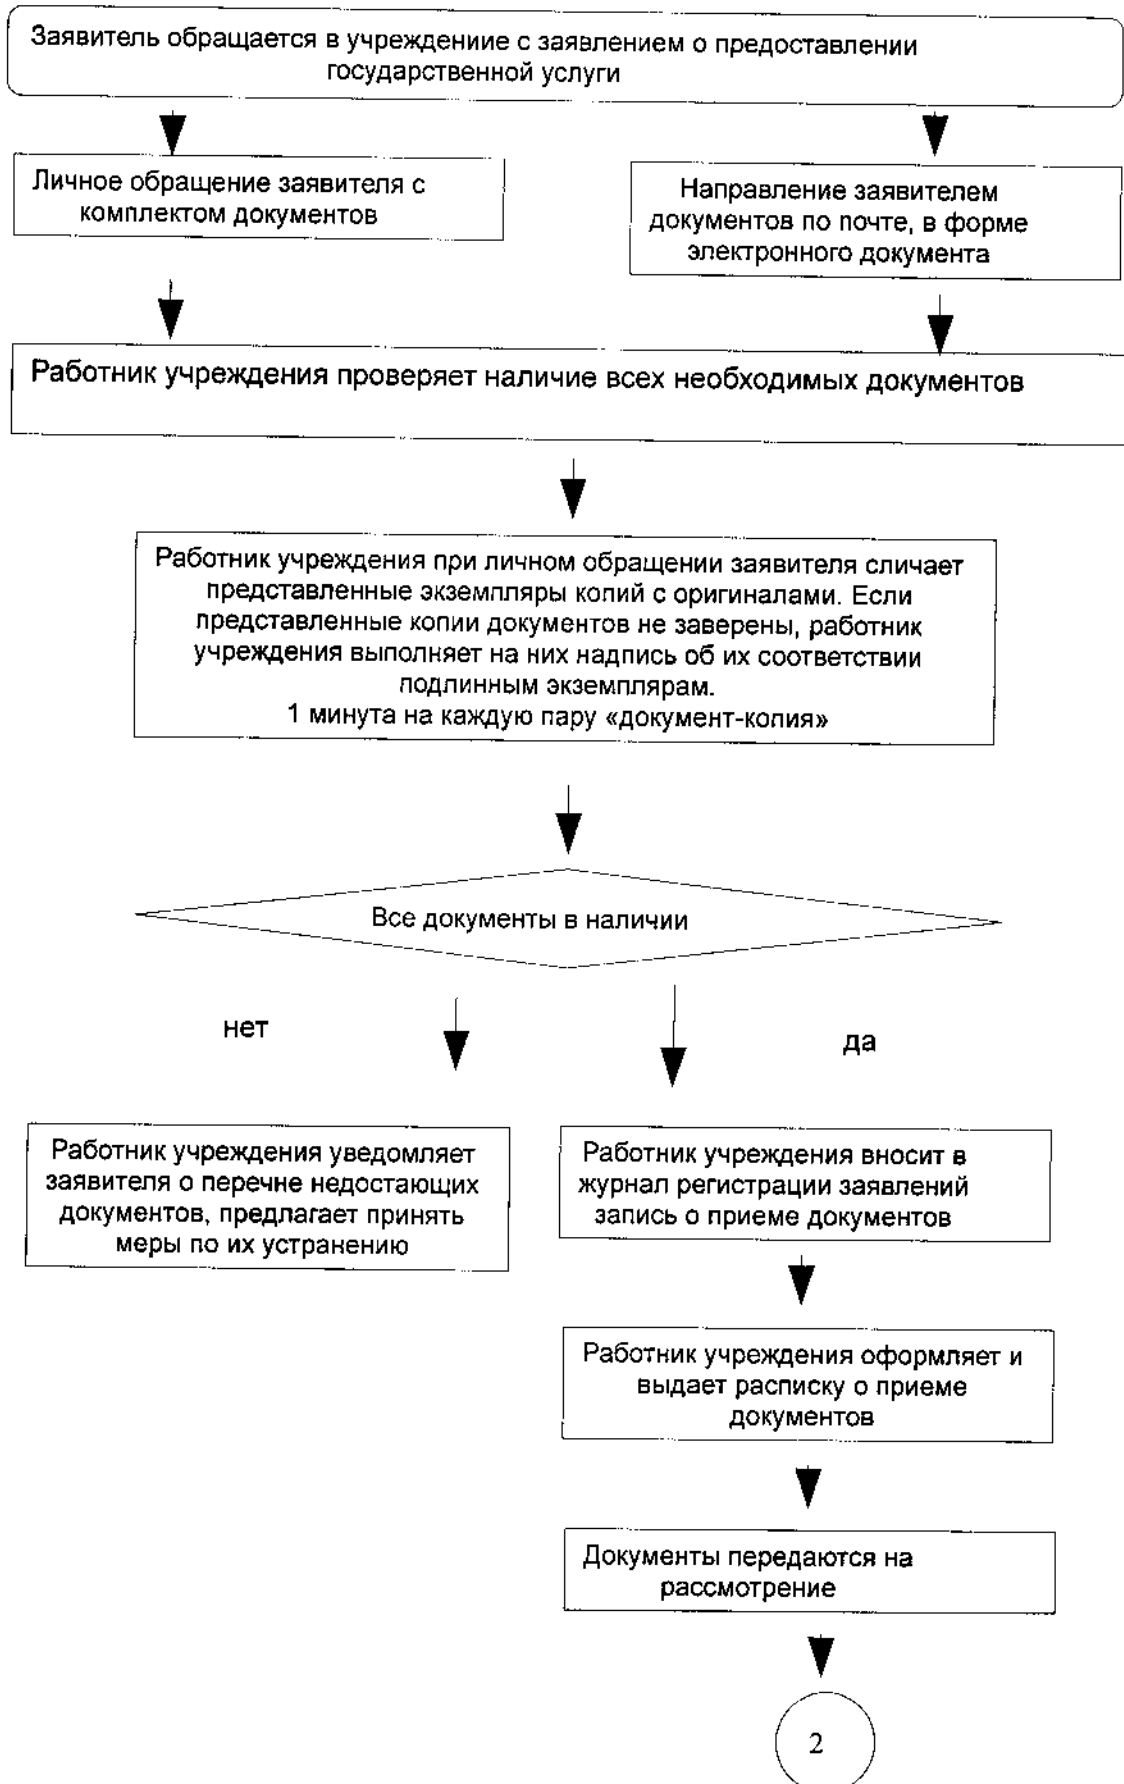 Заявитель обращается в учреждениие с заявлением о предоставлении
государственной услуги
Личное обращение заявителя с
комплектом документов
Направление заявителем
документов по почте, в форме
электронного документа
Работник учреждения проверяет наличие всех необходимых документов
Работник учреждения при личном обращении заявителя сличает
представленные экземпляры копий с оригиналами. Если
представленные копии документов не заверены, работник
учреждения выполняет на них надпись об их соответствии
подлинным экземплярам.
1 минута на каждую пару «документ-копия»
Все документы в наличии
нет
да
Работник учреждения уведомляет
заявителя о перечне недостающих
документов, предлагает принять
меры по их устранению
Работник учреждения вносит в
журнал регистрации заявлений
запись о приеме документов
Работник учреждения оформляет и
выдает расписку о приеме
документов
Документы передаются на
рассмотрение
2